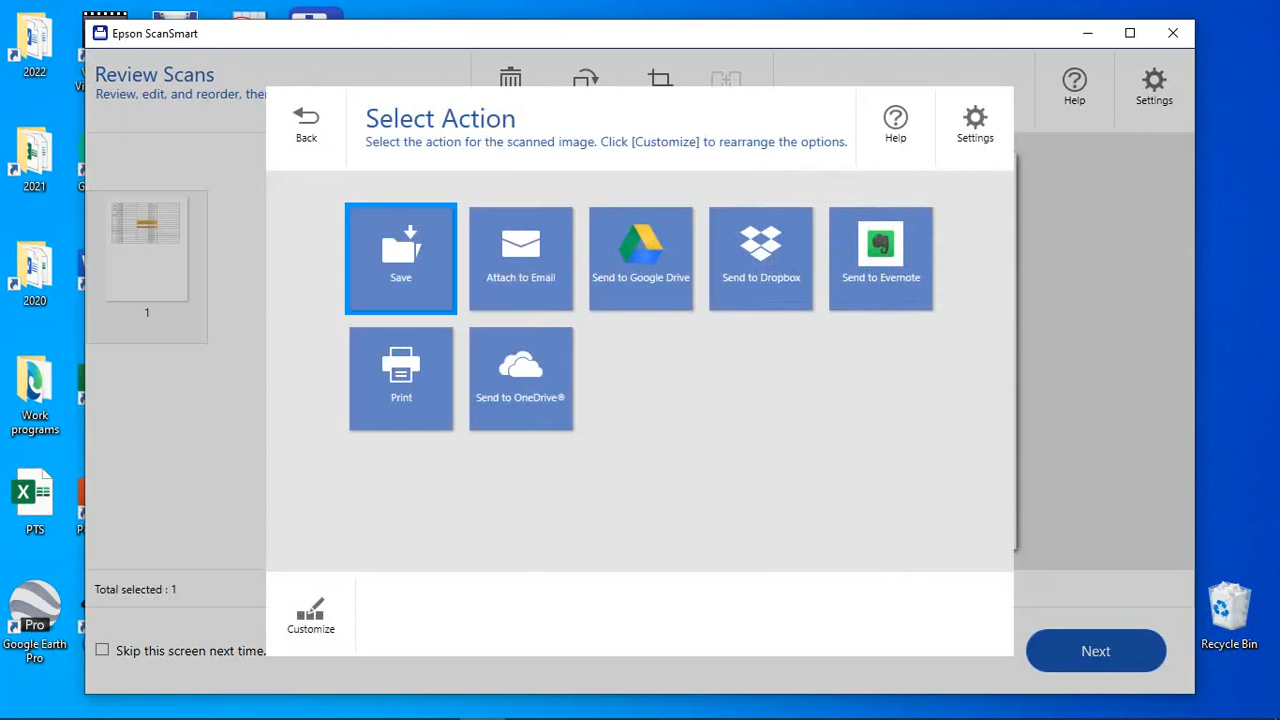 Epson ScanSmart
Review Scans
Review, edit, and reorder, the
Help
Settings
Back
Select Action
Select the action for the scanned image. Click [Customize] to rearrange the options.
Help
Settings
Save
Attach to Email
Send to Google Drive
Send to Dropbox
Send to Evernote
Print
Send to OneDrive®
1
Total selected : 1
Customize
Skip this screen next time.
Next
2022
2021
2020
Work
programs
PTS
Pro
Google Earth
Pro
Recycle Bin